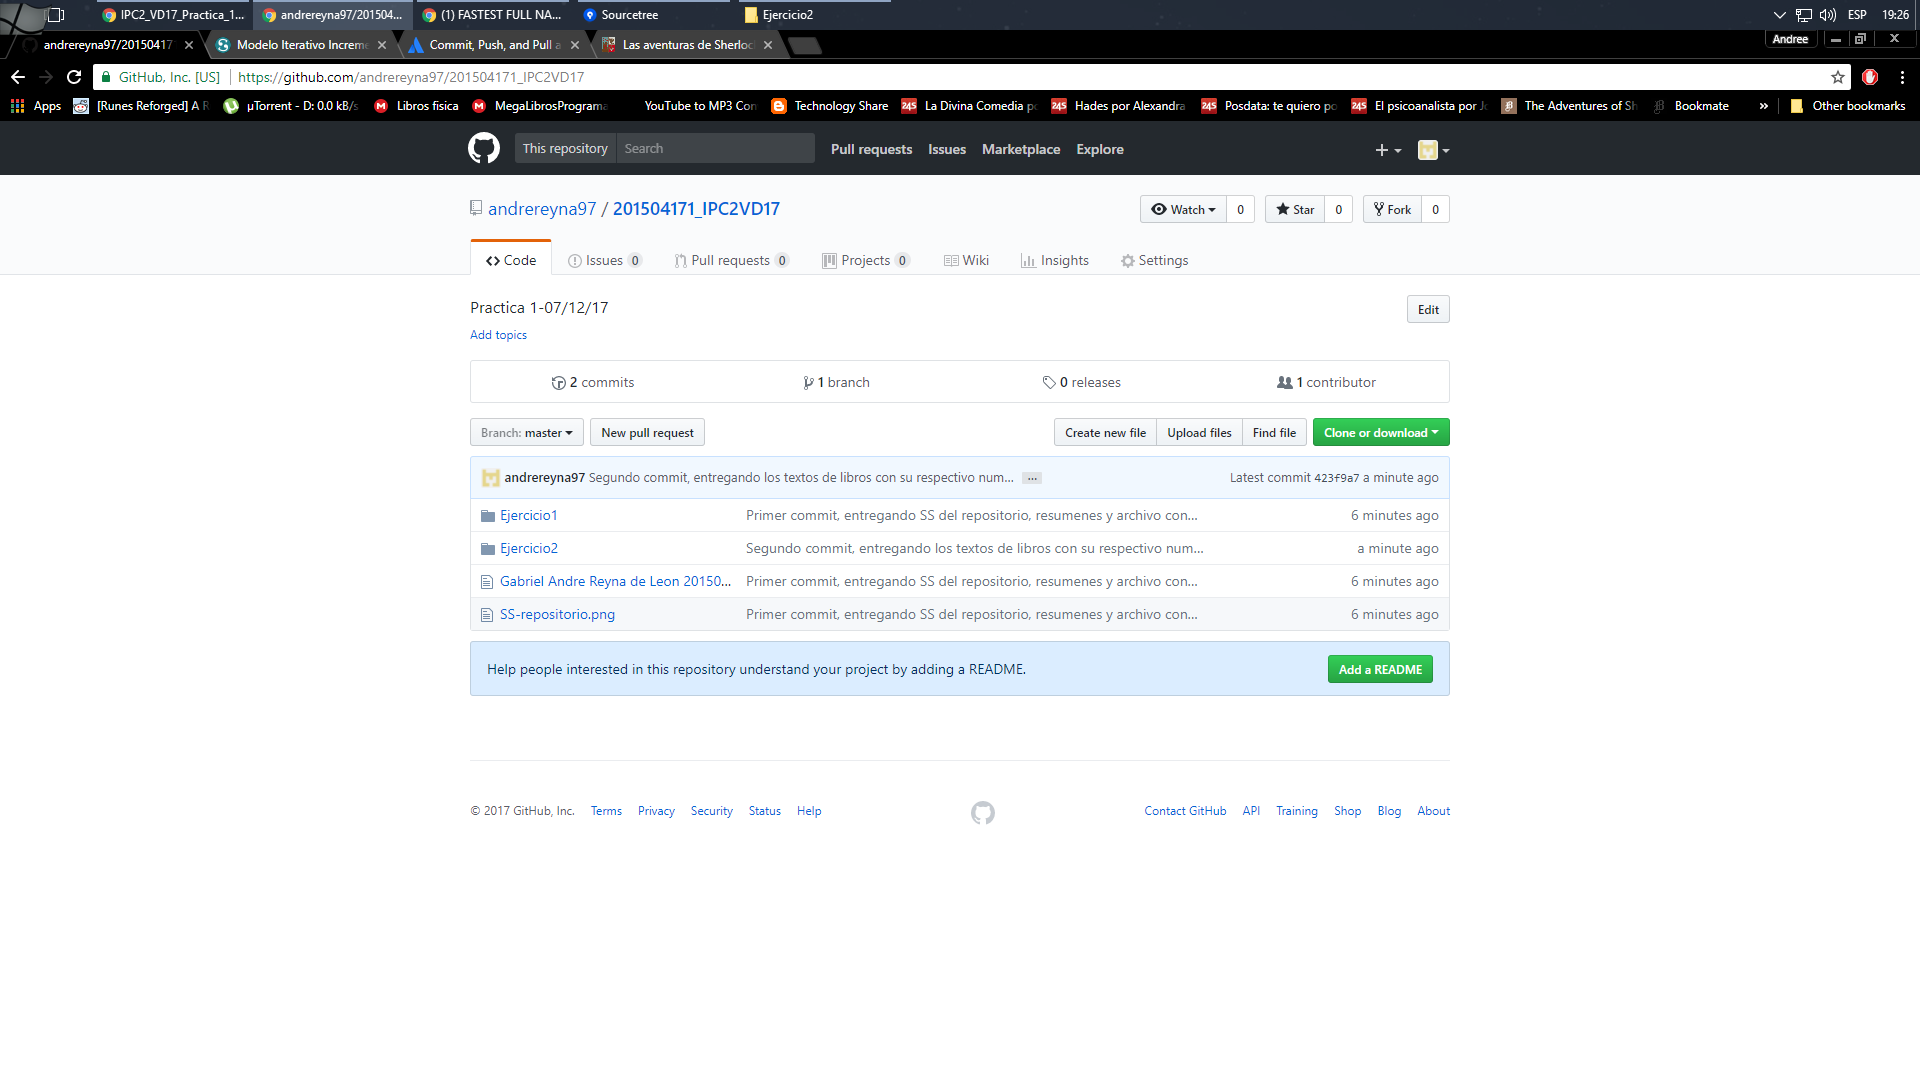 IPC2_VD17_Practica_1... andrereyna97/201504... (1) FASTEST FULL NA... Sourcetree Ejercicio2 ESP 19:26
andrereyna97/20150417 Modelo Iterativo Increme Commit, Push, and Pull a Las aventuras de Sherloc Andree
GitHub, Inc. [US] https://github.com/andrereyna97/201504171_IPC2VD17
Apps [Runes Reforged] A R µTorrent - D: 0.0 kB/s Libros fisica MegaLibrosPrograma YouTube to MP3 Con Technology Share La Divina Comedia po Hades por Alexandra Posdata: te quiero po El psicoanalista por Jo The Adventures of Sh Bookmate » Other bookmarks
This repository Search Pull requests Issues Marketplace Explore
andrereyna97 / 201504171_IPC2VD17 Watch 0 Star 0 Fork 0
Code Issues 0 Pull requests 0 Projects 0 Wiki Insights Settings
Practica 1-07/12/17 Edit
Add topics
2 commits 1 branch 0 releases 1 contributor
Branch: master New pull request Create new file Upload files Find file Clone or download
andrereyna97 Segundo commit, entregando los textos de libros con su respectivo num... ... Latest commit 423f9a7 a minute ago
Ejercicio1 Primer commit, entregando SS del repositorio, resumenes y archivo con... 6 minutes ago
Ejercicio2 Segundo commit, entregando los textos de libros con su respectivo num... a minute ago
Gabriel Andre Reyna de Leon 20150... Primer commit, entregando SS del repositorio, resumenes y archivo con... 6 minutes ago
SS-repositorio.png Primer commit, entregando SS del repositorio, resumenes y archivo con... 6 minutes ago
Help people interested in this repository understand your project by adding a README. Add a README
© 2017 GitHub, Inc. Terms Privacy Security Status Help Contact GitHub API Training Shop Blog About